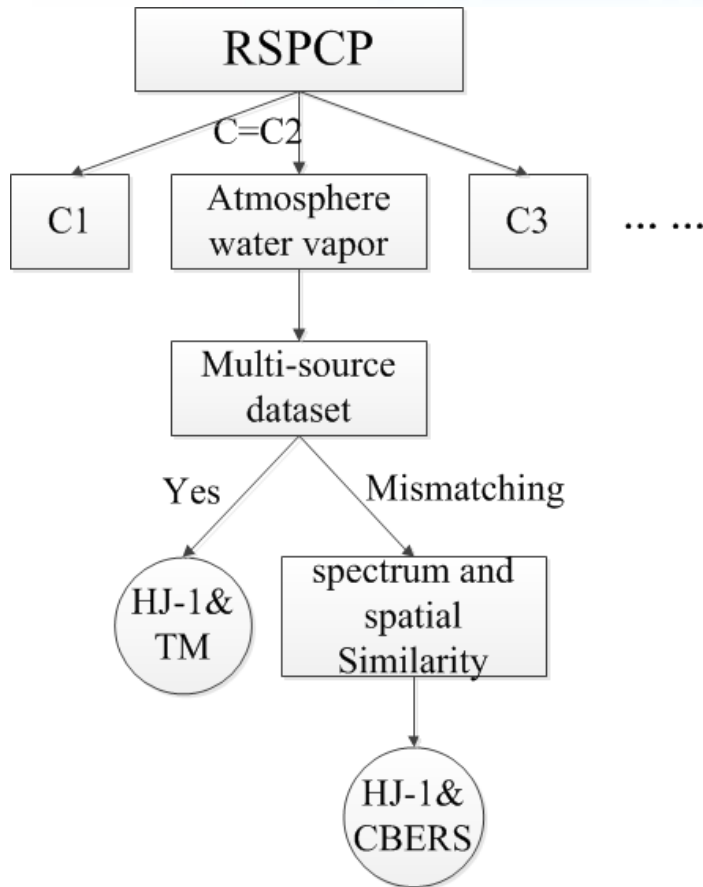 RSPCP
C=C2
C1
Atmosphere
water vapor
C3
... ...
Multi-source
dataset
Yes
Mismatching
HJ-1&
TM
spectrum and
spatial
Similarity
HJ-1&
CBERS